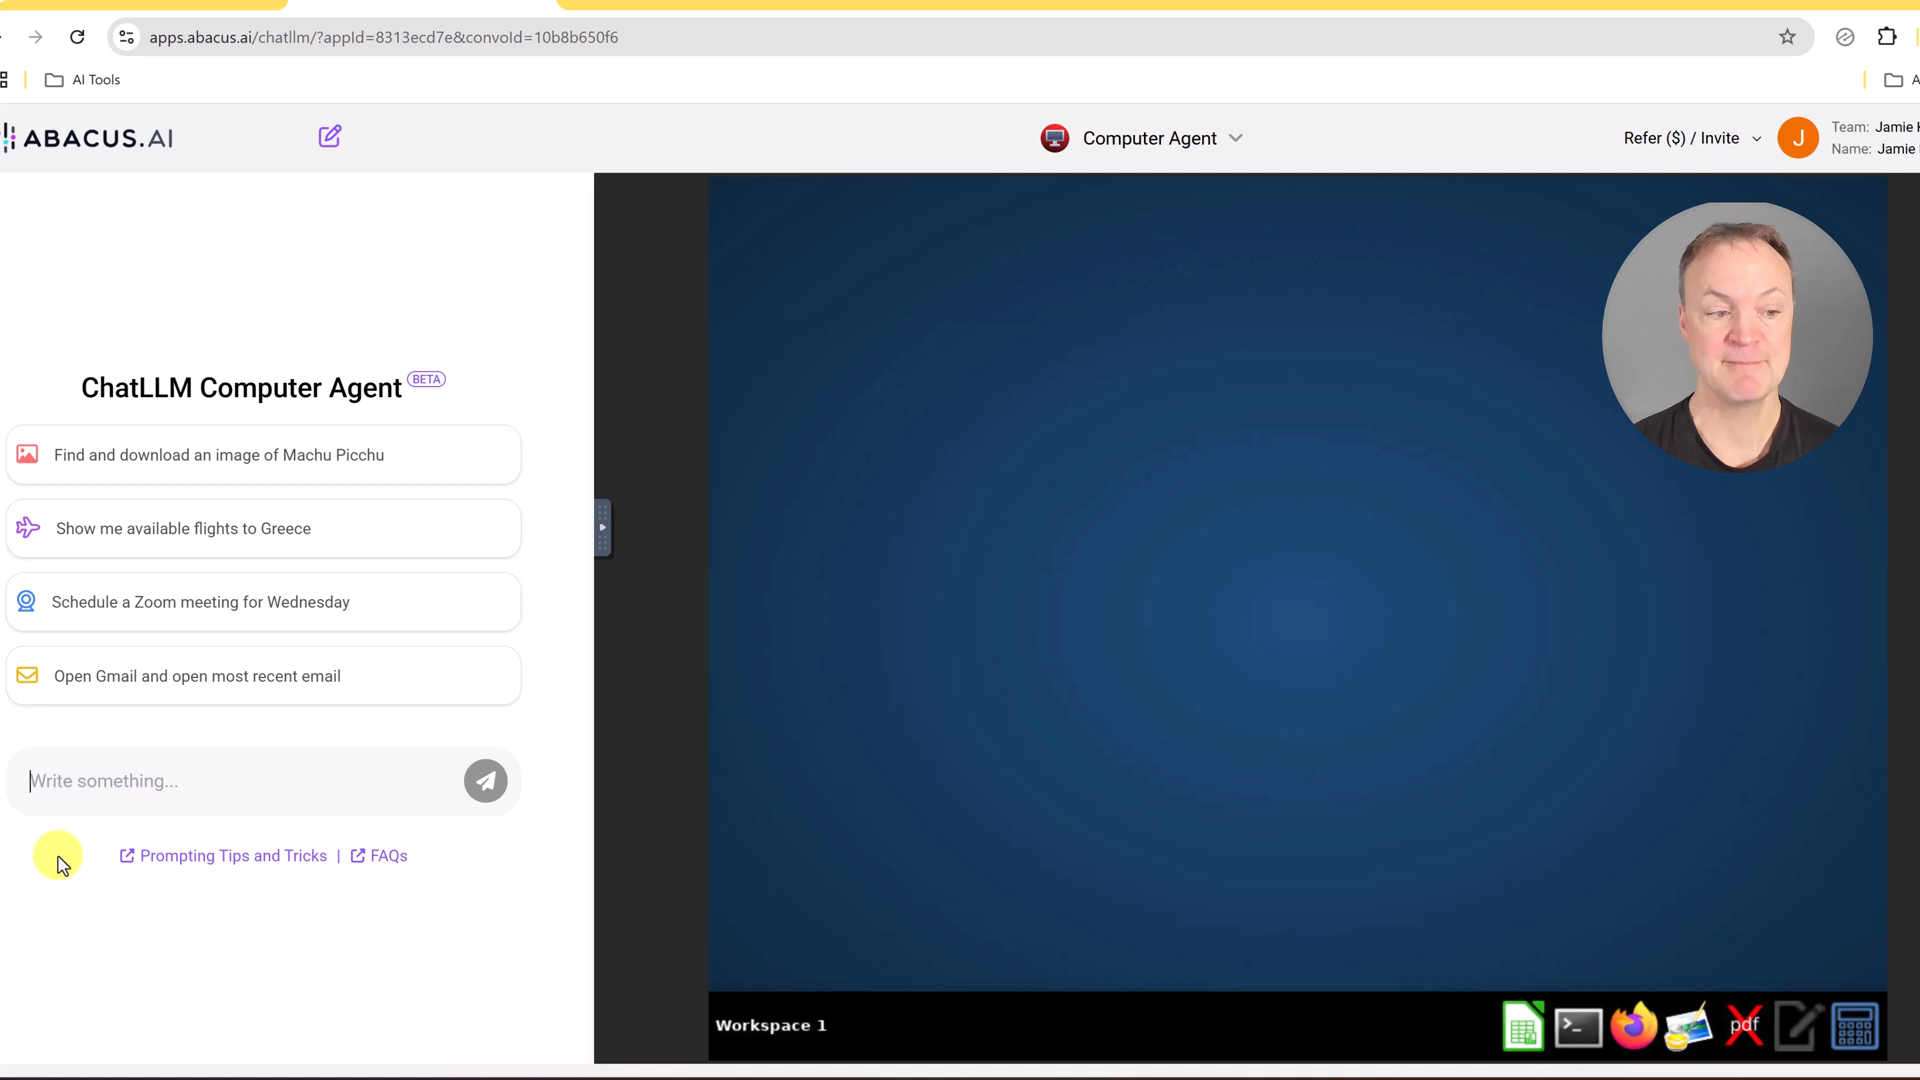 apps.abacus.ai/chatllm/?appId=8313ecd7e&convoId=10b8b650f6
AI Tools
ABACUS.AI
Computer Agent
Refer ($) / Invite
J
Team: Jamie
Name: Jamie
ChatLLM Computer Agent BETA
Find and download an image of Machu Picchu
Show me available flights to Greece
Schedule a Zoom meeting for Wednesday
Open Gmail and open most recent email
Write something...
Prompting Tips and Tricks | FAQs
Workspace 1
pdf